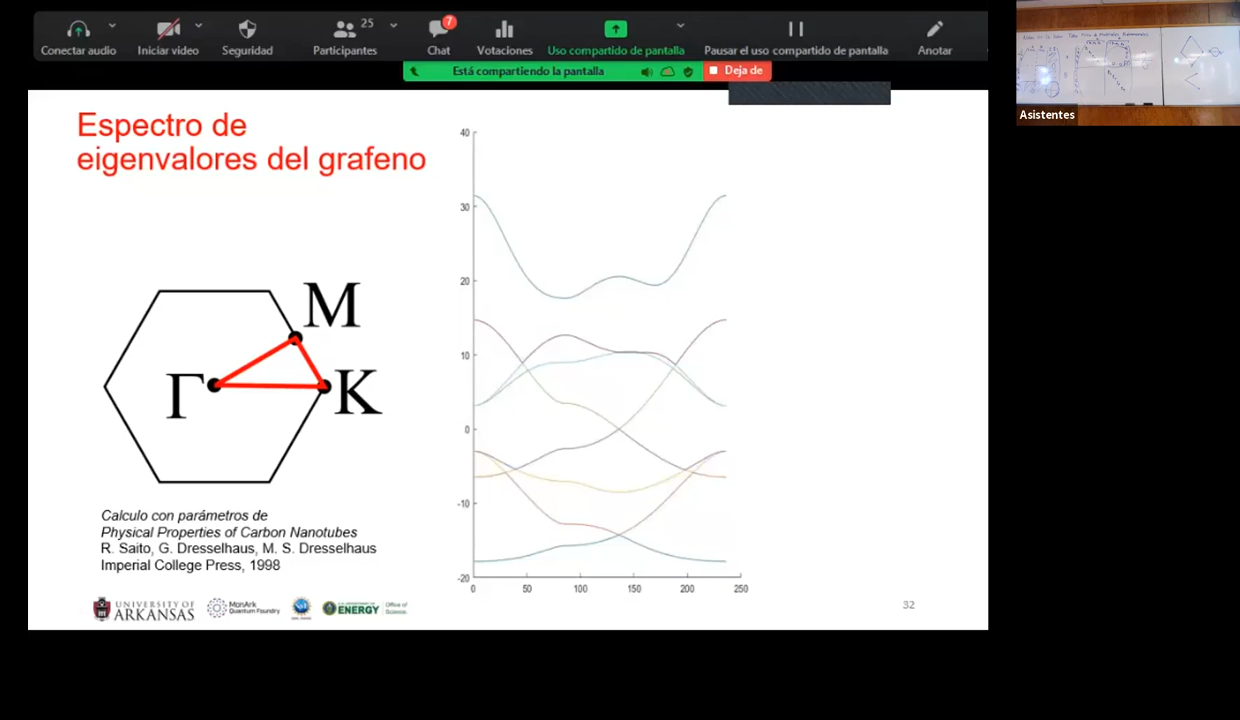 25
7
Conectar audio
Iniciar video
Seguridad
Participantes
Chat
Votaciones
Uso compartido de pantalla
Pausar el uso compartido de pantalla
Anotar
Está compartiendo la pantalla
Deja de
Asistentes
Espectro de
eigenvalores del grafeno
M
Γ
K
Calculo con parámetros de
Physical Properties of Carbon Nanotubes
R. Saito, G. Dresselhaus, M. S. Dresselhaus
Imperial College Press, 1998
UNIVERSITY OF
ARKANSAS
MonArk
Quantum Foundry
ENERGY
Office of
Science
40
30
20
10
0
-10
-20
0
50
100
150
200
250
32